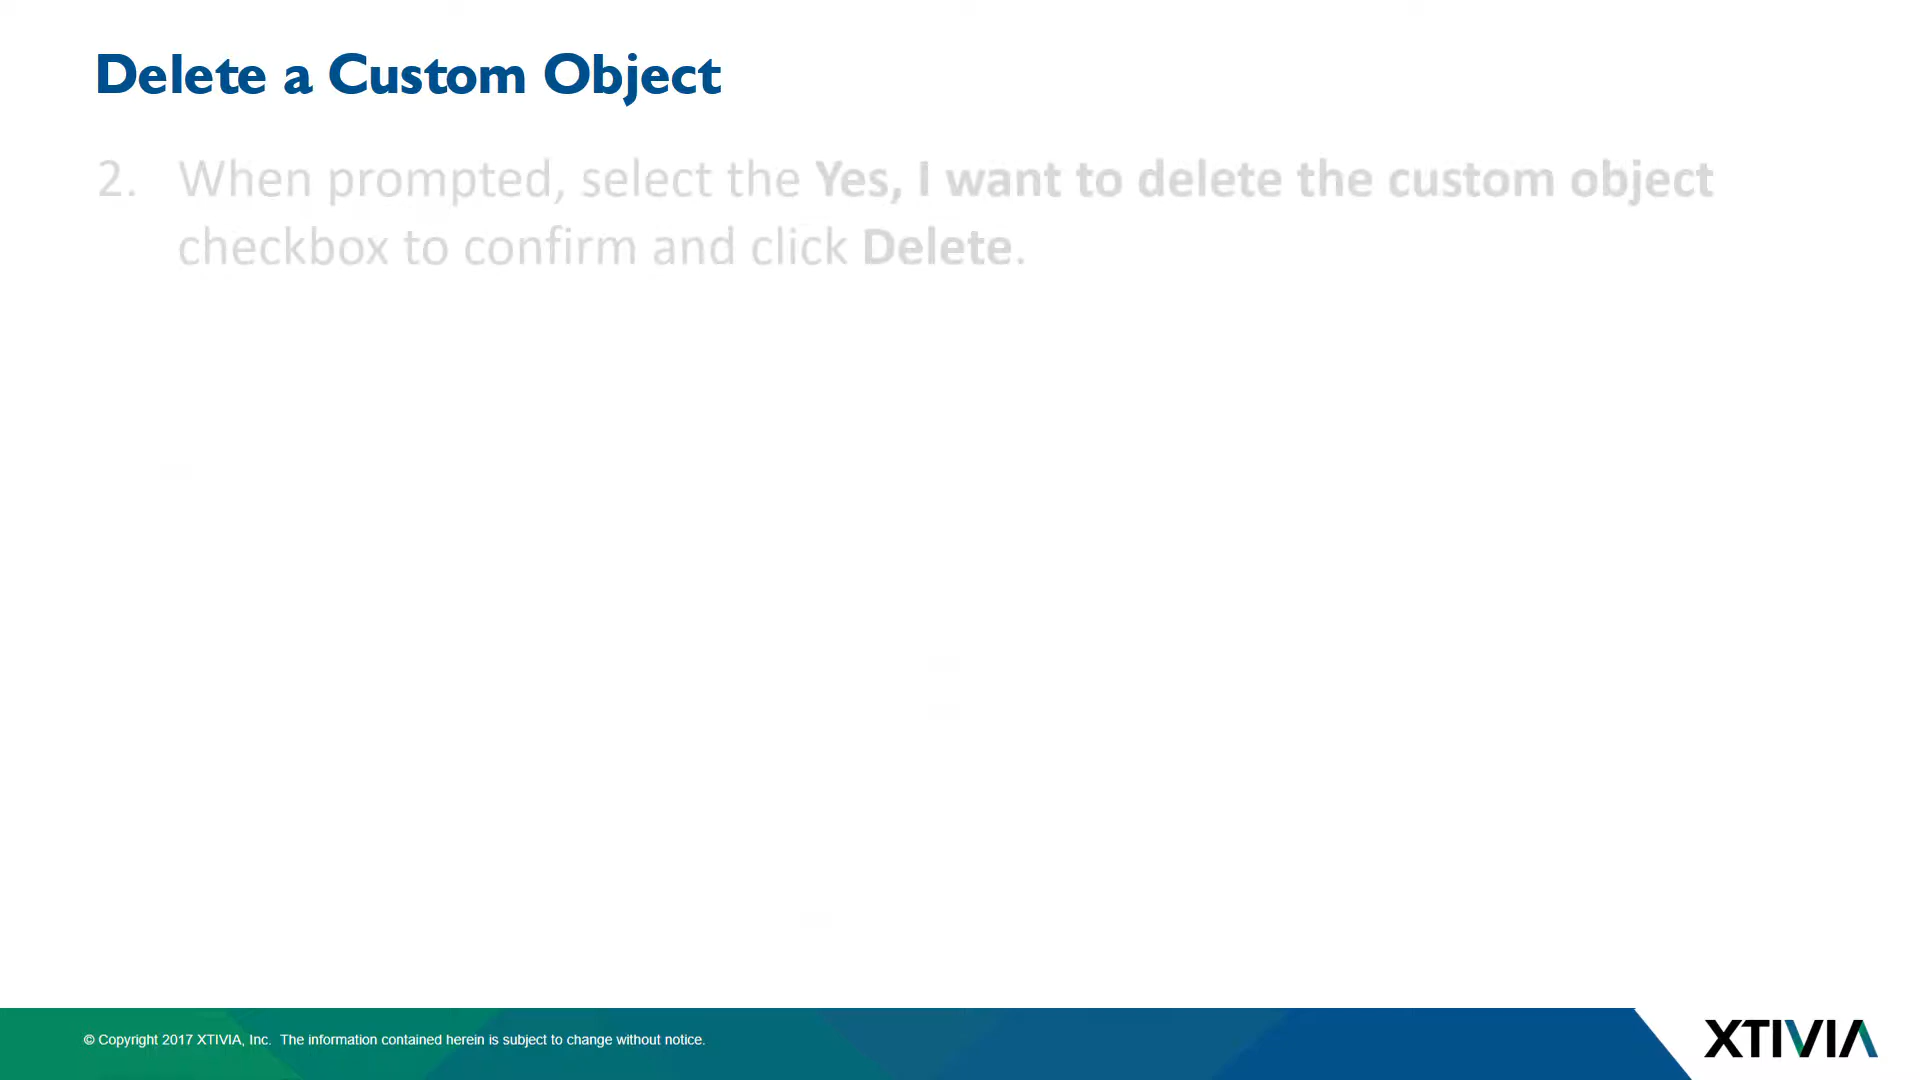 Delete a Custom Object
2. When prompted, select the Yes, I want to delete the custom object
checkbox to confirm and click Delete.
© Copyright 2017 XTIVIA, Inc. The information contained herein is subject to change without notice.
XTIVIA